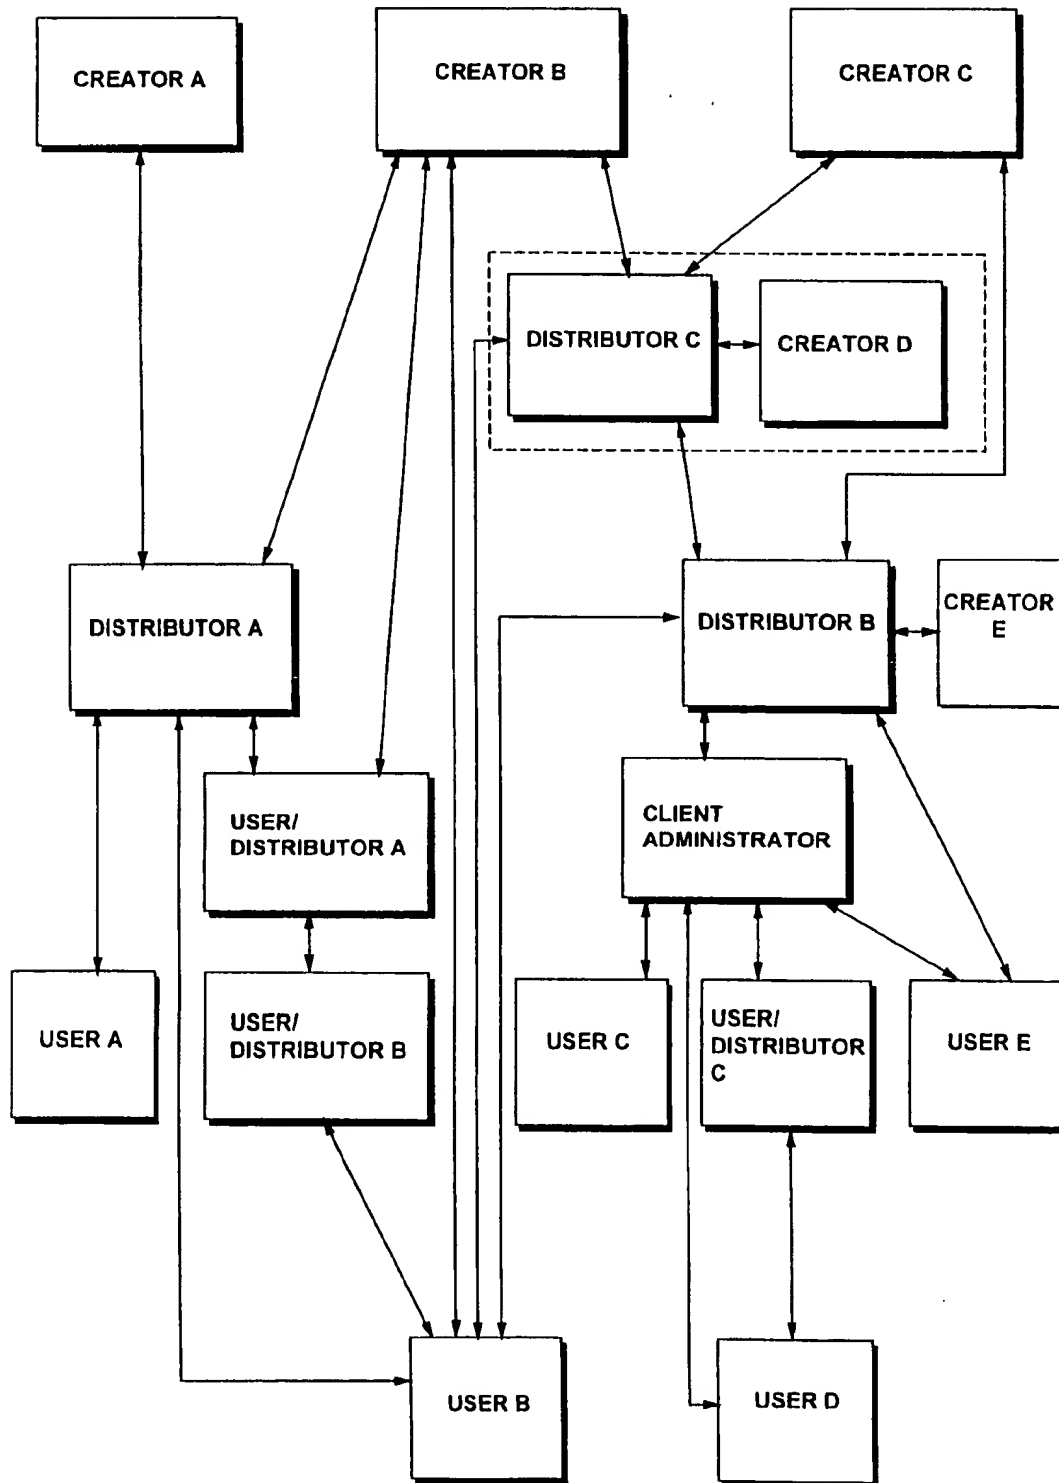 CREATOR A
CREATOR B
CREATOR C
DISTRIBUTOR C
CREATOR D
DISTRIBUTOR A
DISTRIBUTOR B
CREATOR
E
USER/
DISTRIBUTOR A
CLIENT
ADMINISTRATOR
USER A
USER/
DISTRIBUTOR B
USER C
USER/
DISTRIBUTOR
C
USER E
USER B
USER D